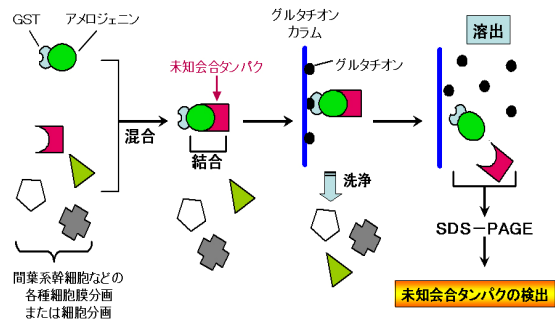 GST
アメロジェニン
混合
間葉系幹細胞などの
各種細胞膜分画
または細胞分画
未知会合タンパク
結合
グルタチオン
カラム
グルタチオン
洗浄
溶出
SDS-PAGE
未知会合タンパクの検出